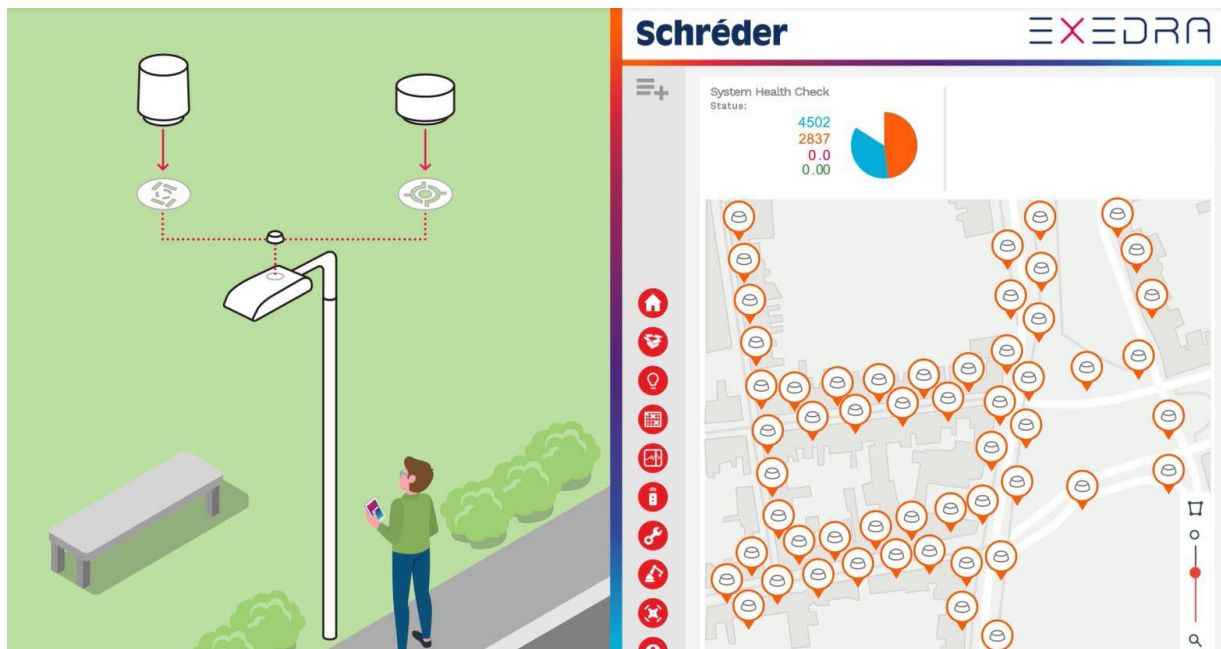 Schréder
EXEDRA
System Health Check
Status:
4502
2837
0.0
0.00